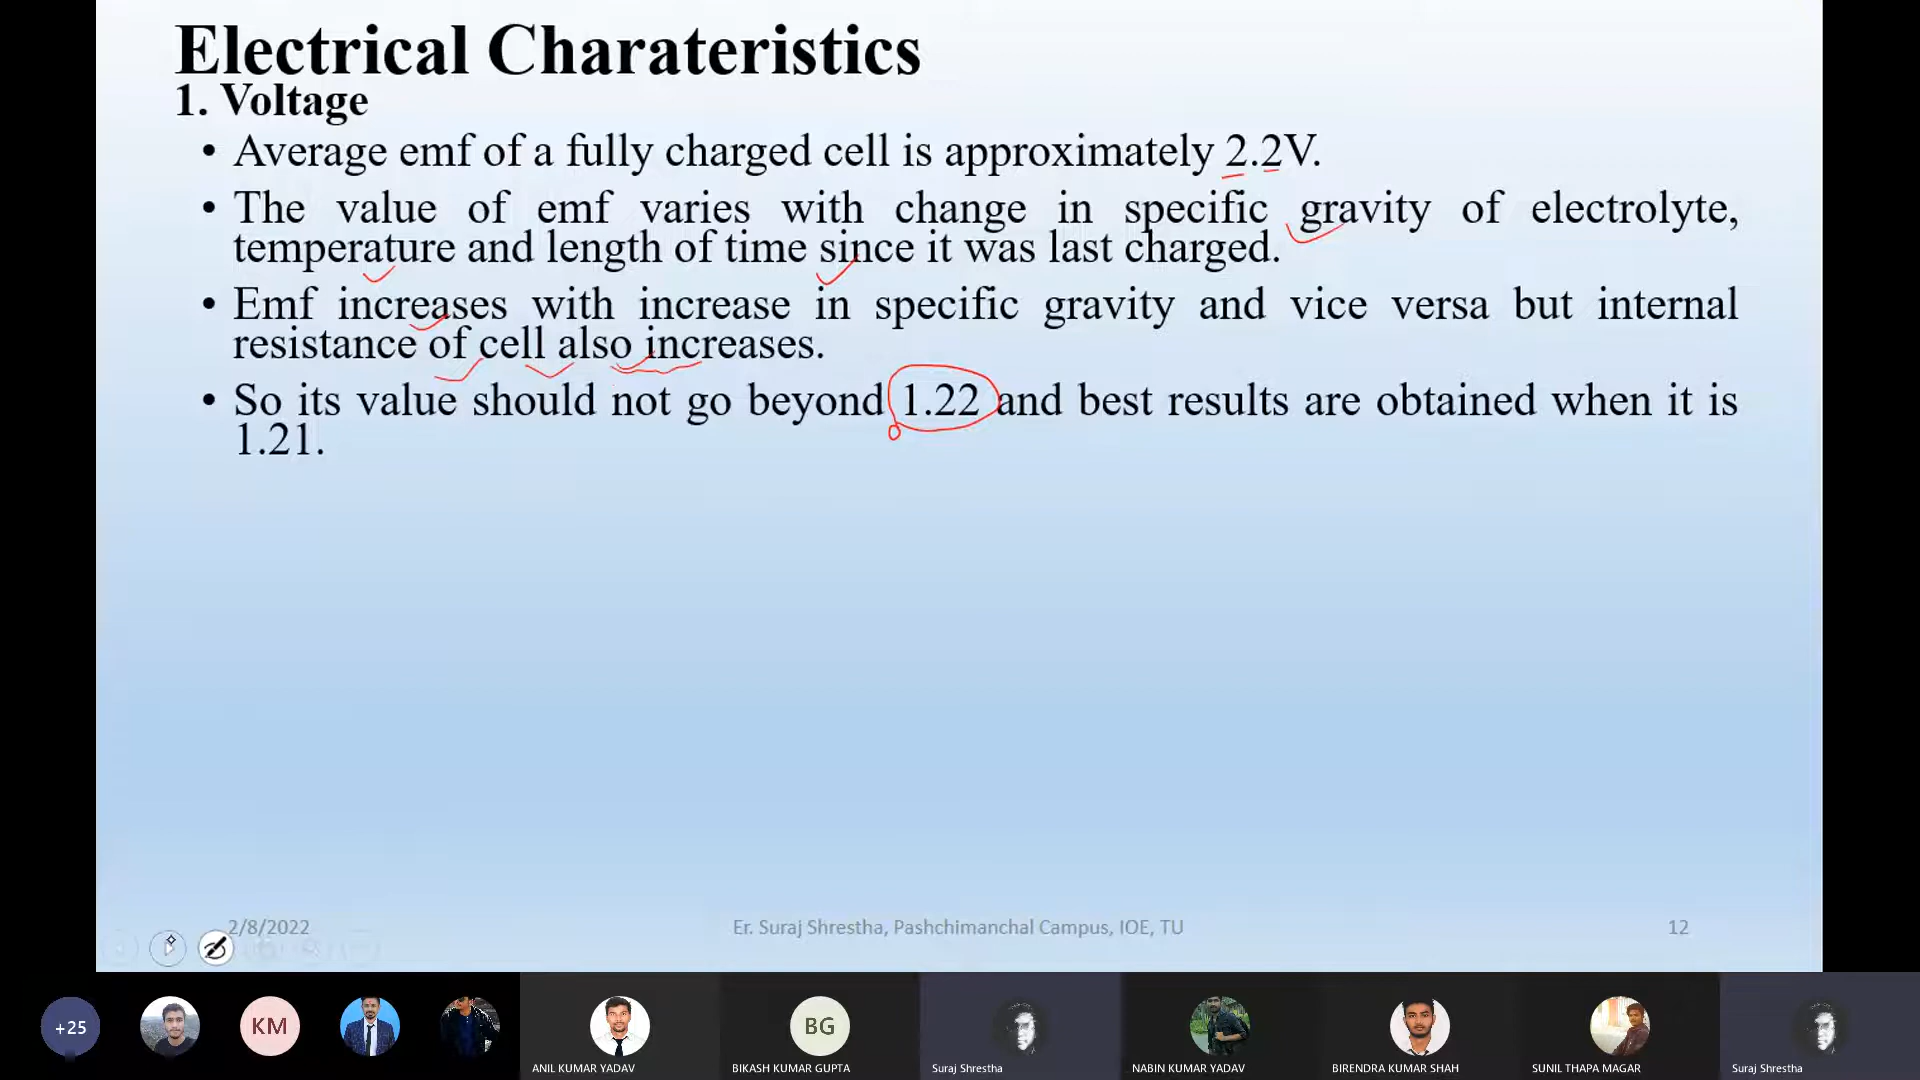 Electrical Charateristics
1. Voltage
• Average emf of a fully charged cell is approximately 2.2V.
• The value of emf varies with change in specific gravity of electrolyte,
temperature and length of time since it was last charged.
• Emf increases with increase in specific gravity and vice versa but internal
resistance of cell also increases.
• So its value should not go beyond 1.22 and best results are obtained when it is
1.21.
2/8/2022
Er. Suraj Shrestha, Pashchimanchal Campus, IOE, TU
12
+25
KM
BG
ANIL KUMAR YADAV
BIKASH KUMAR GUPTA
Suraj Shrestha
NABIN KUMAR YADAV
BIRENDRA KUMAR SHAH
SUNIL THAPA MAGAR
Suraj Shrestha